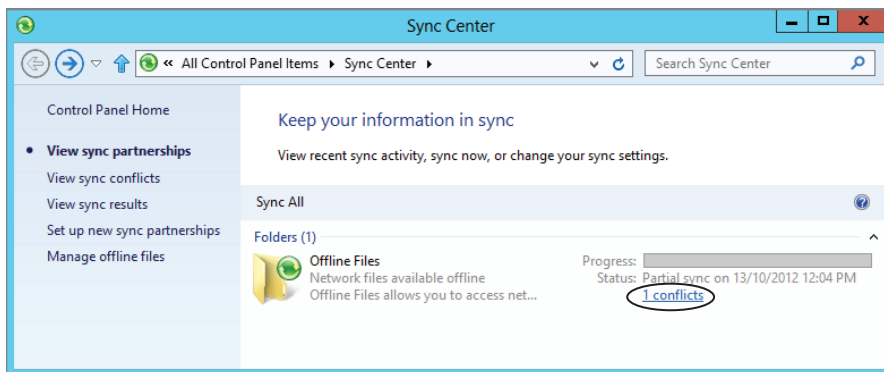 Sync Center
« All Control Panel Items ▸ Sync Center ▸
Search Sync Center
Control Panel Home
View sync partnerships
View sync conflicts
View sync results
Set up new sync partnerships
Manage offline files
Keep your information in sync
View recent sync activity, sync now, or change your sync settings.
Sync All
Folders (1)
Offline Files
Network files available offline
Offline Files allows you to access net...
Progress:
Status: Partial sync on 13/10/2012 12:04 PM
1 conflicts